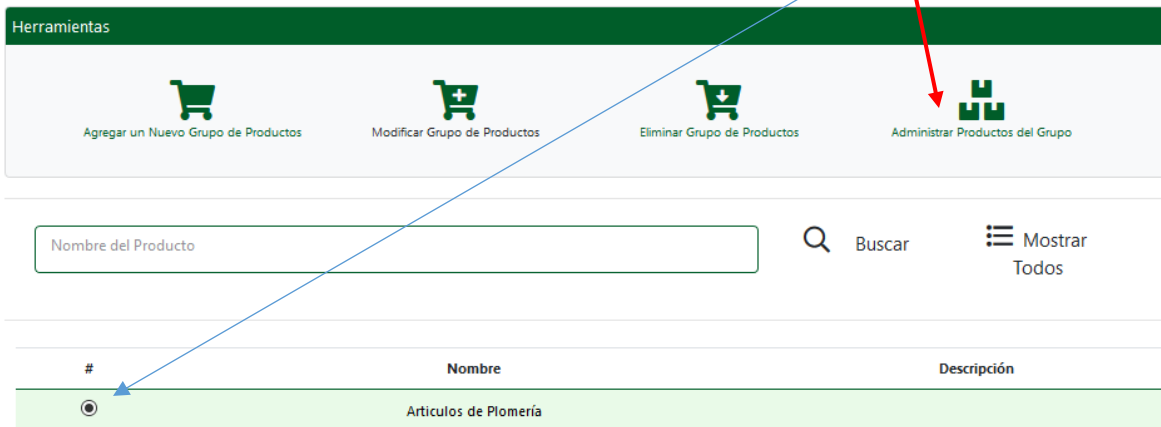 Herramientas
Agregar un Nuevo Grupo de Productos
Modificar Grupo de Productos
Eliminar Grupo de Productos
Administrar Productos del Grupo
Nombre del Producto
Buscar
Mostrar
Todos
# Nombre Descripción
Articulos de Plomería